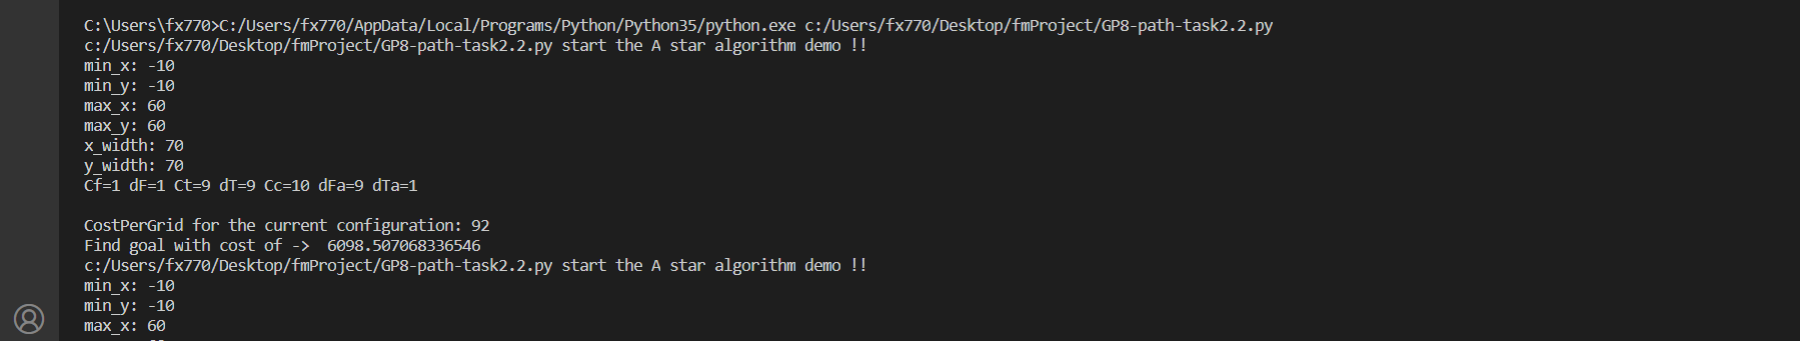 C:\Users\fx770>C:/Users/fx770/AppData/Local/Programs/Python/Python35/python.exe c:/Users/fx770/Desktop/fmProject/GP8-path-task2.2.py
c:/Users/fx770/Desktop/fmProject/GP8-path-task2.2.py start the A star algorithm demo !!
min_x: -10
min_y: -10
max_x: 60
max_y: 60
x_width: 70
y_width: 70
Cf=1 dF=1 Ct=9 dT=9 Cc=10 dFa=9 dTa=1
CostPerGrid for the current configuration: 92
Find goal with cost of ->  6098.507068336546
c:/Users/fx770/Desktop/fmProject/GP8-path-task2.2.py start the A star algorithm demo !!
min_x: -10
min_y: -10
max_x: 60